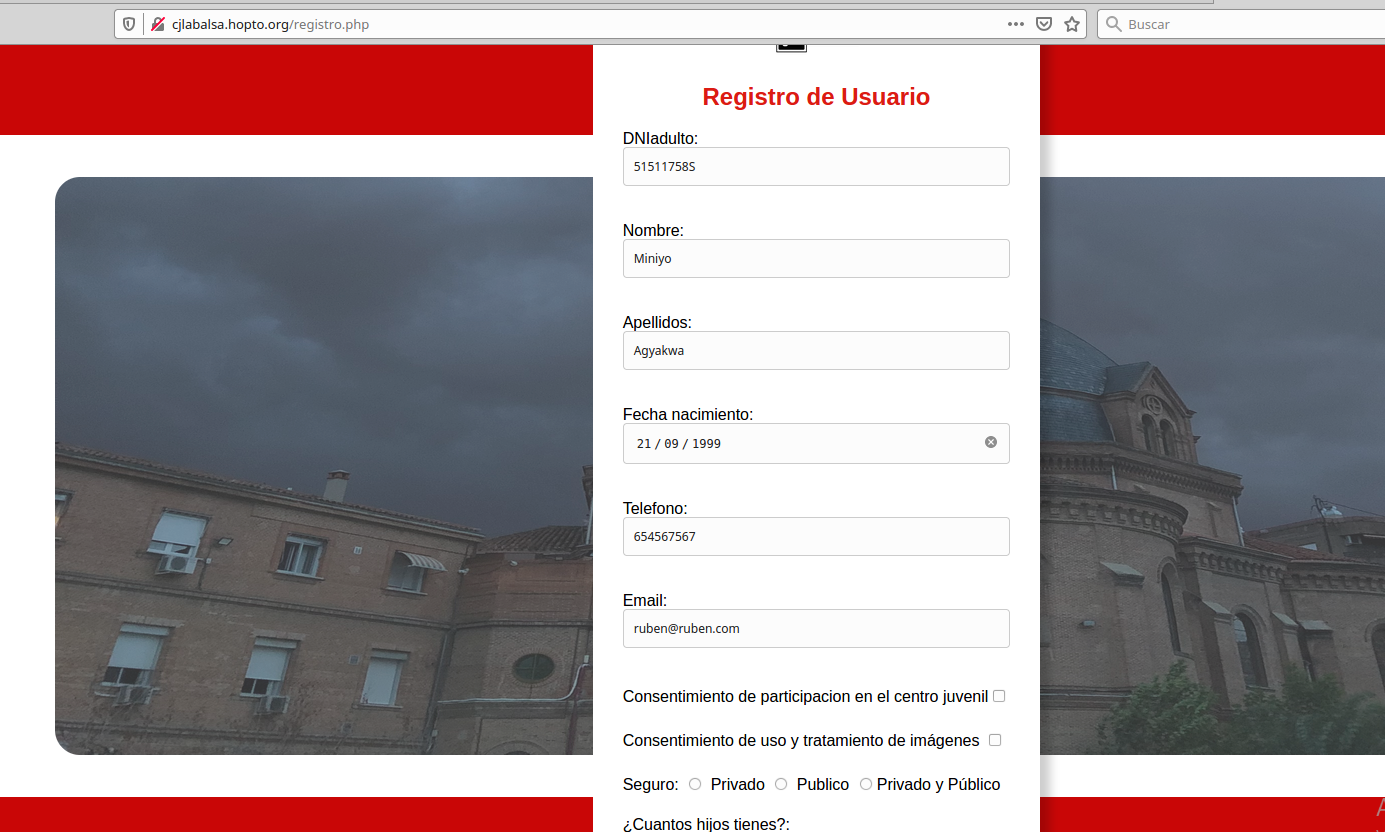 cjlabalsa.hopto.org/registro.php
Buscar
Registro de Usuario
DNIadulto:
51511758S
Nombre:
Miniyo
Apellidos:
Agyakwa
Fecha nacimiento:
21 / 09 / 1999
Telefono:
654567567
Email:
ruben@ruben.com
Consentimiento de participacion en el centro juvenil
Consentimiento de uso y tratamiento de imágenes
Seguro: Privado Publico Privado y Público
¿Cuantos hijos tienes?: